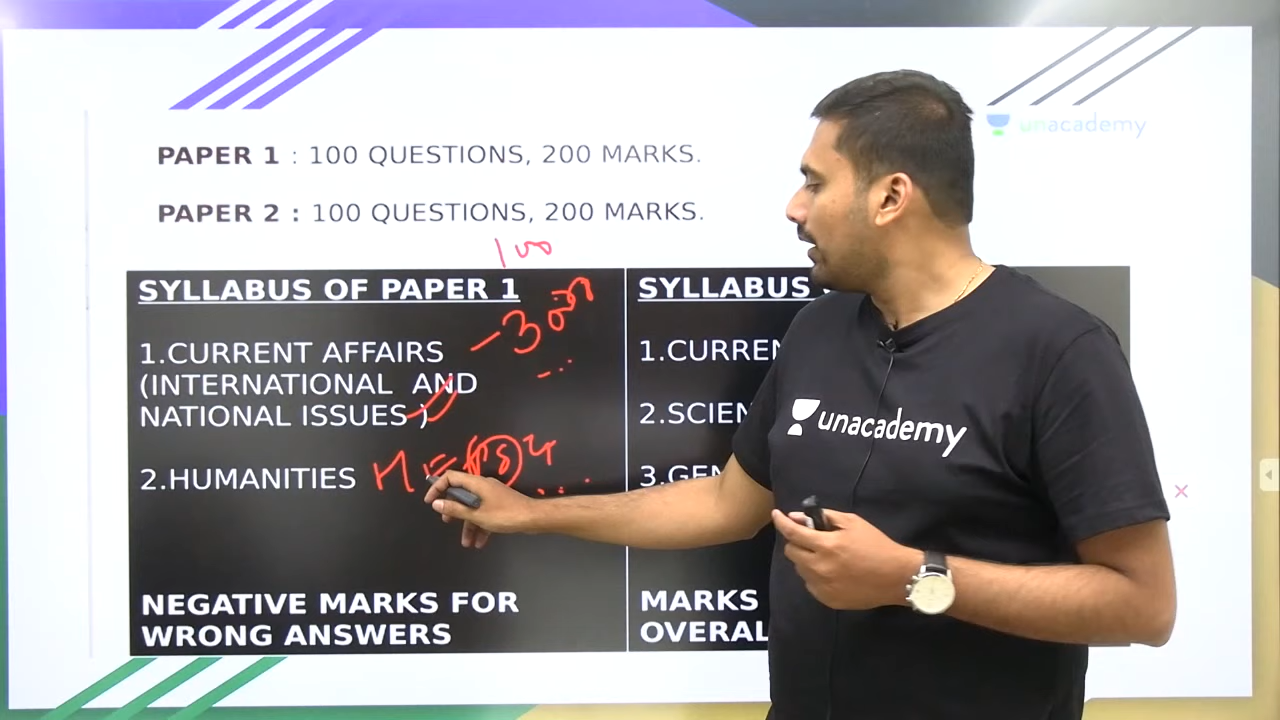 unacademy
PAPER 1 : 100 QUESTIONS, 200 MARKS.
PAPER 2 : 100 QUESTIONS, 200 MARKS.
100
SYLLABUS OF PAPER 1
1.CURRENT AFFAIRS
(INTERNATIONAL AND
NATIONAL ISSUES )
2.HUMANITIES
NEGATIVE MARKS FOR
WRONG ANSWERS
SYLLABUS
1.CURREN
2.SCIEN
3.GEN
MARKS
OVERAL
unacademy